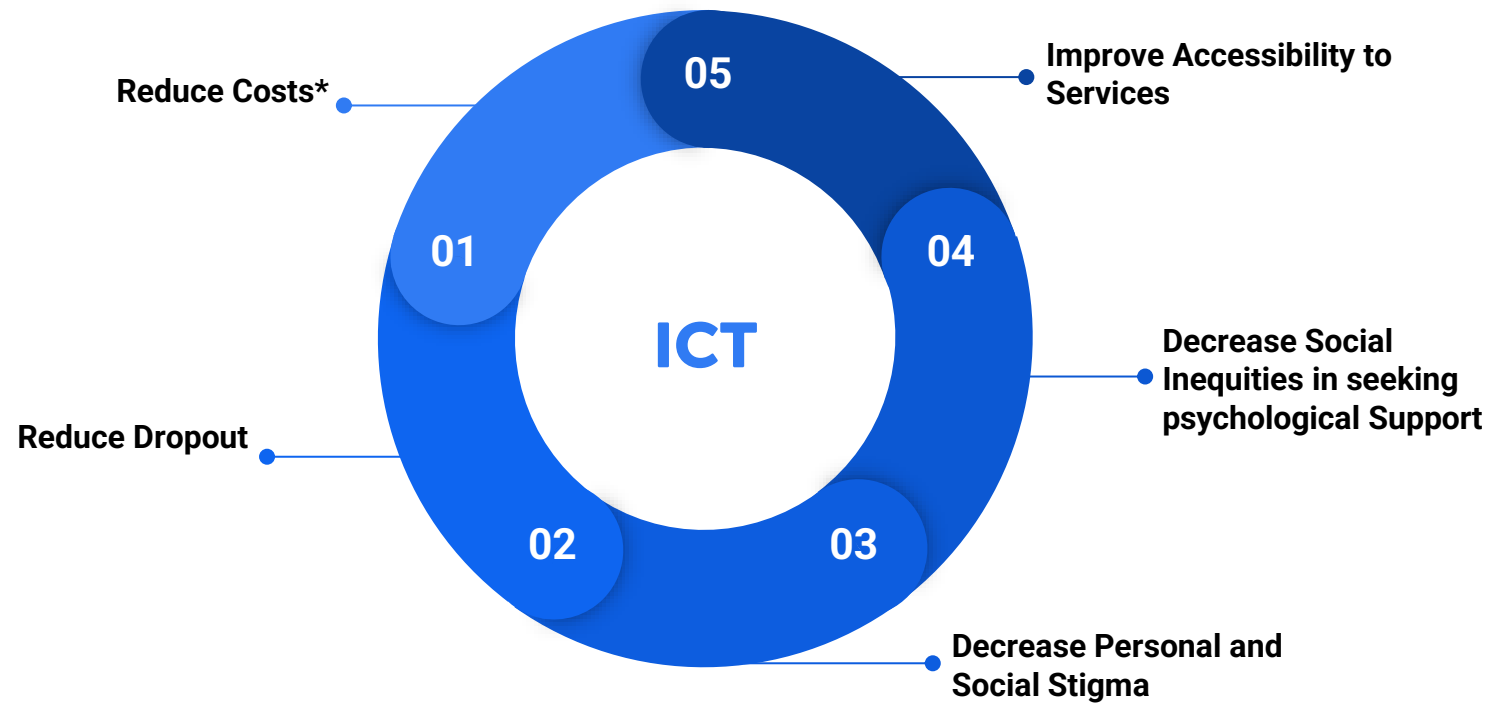 05
Improve Accessibility to
Services
Reduce Costs*
01
04
ICT
Decrease Social
Inequities in seeking
psychological Support
Reduce Dropout
02
03
Decrease Personal and
Social Stigma